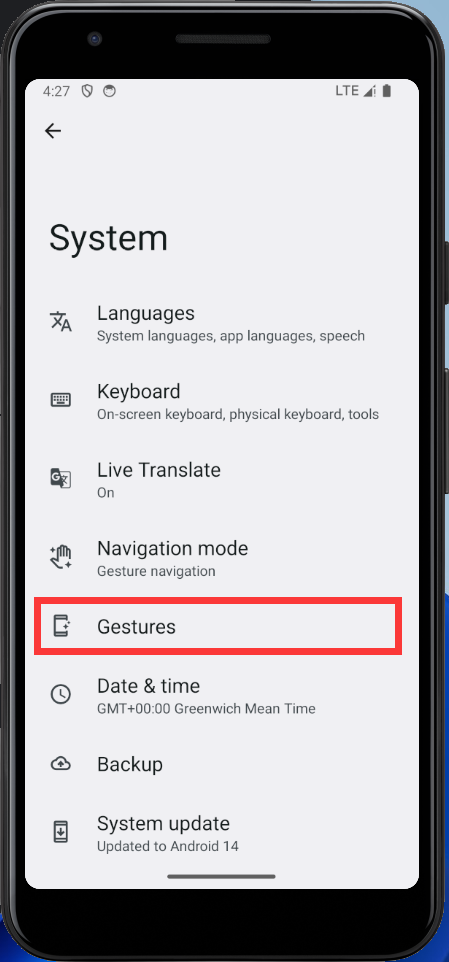 4:27
LTE
System
Languages
System languages, app languages, speech
Keyboard
On-screen keyboard, physical keyboard, tools
Live Translate
On
Navigation mode
Gesture navigation
Gestures
Date & time
GMT+00:00 Greenwich Mean Time
Backup
System update
Updated to Android 14